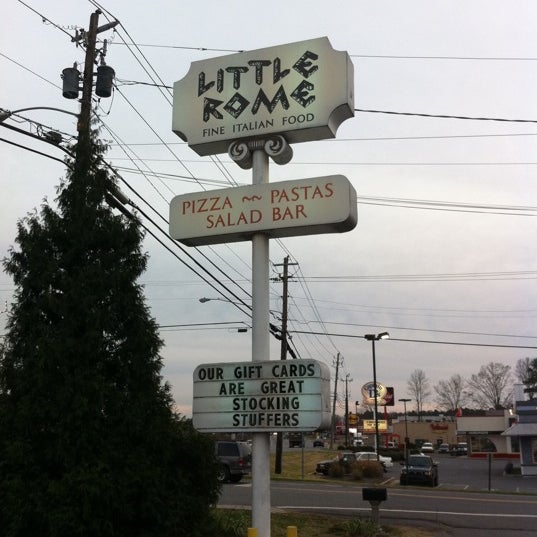 LITTLE
ROME
FINE ITALIAN FOOD
PIZZA ~~ PASTAS
SALAD BAR
OUR GIFT CARDS
ARE GREAT
STOCKING
STUFFERS